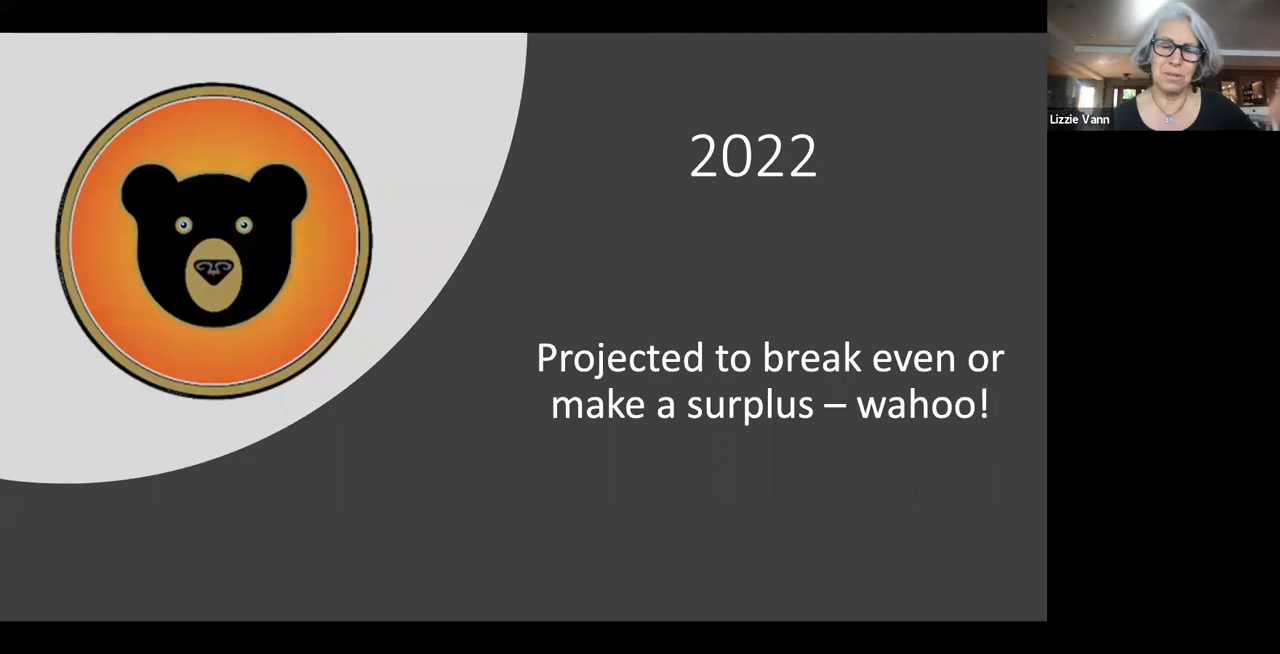 2022
Projected to break even or
make a surplus – wahoo!
Lizzie Vann